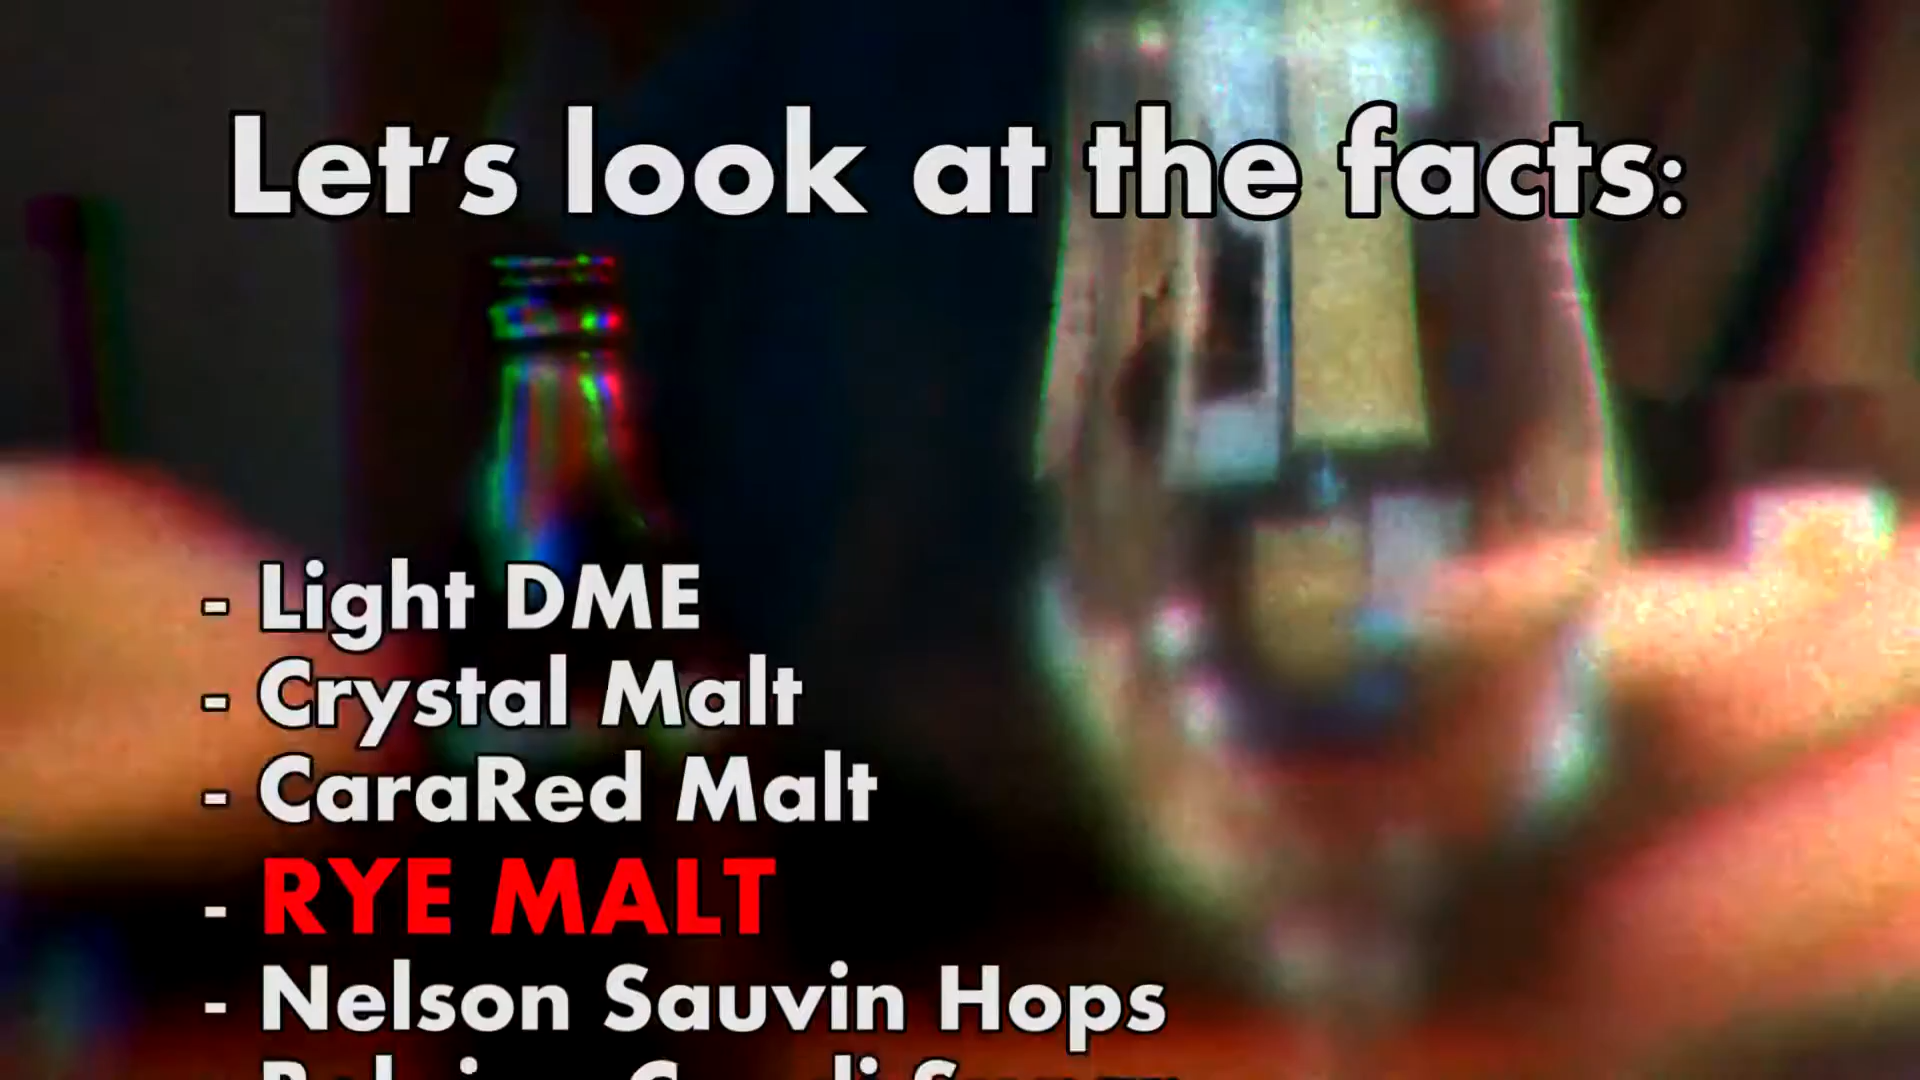 Let's look at the facts:
- Light DME
- Crystal Malt
- CaraRed Malt
- RYE MALT
- Nelson Sauvin Hops